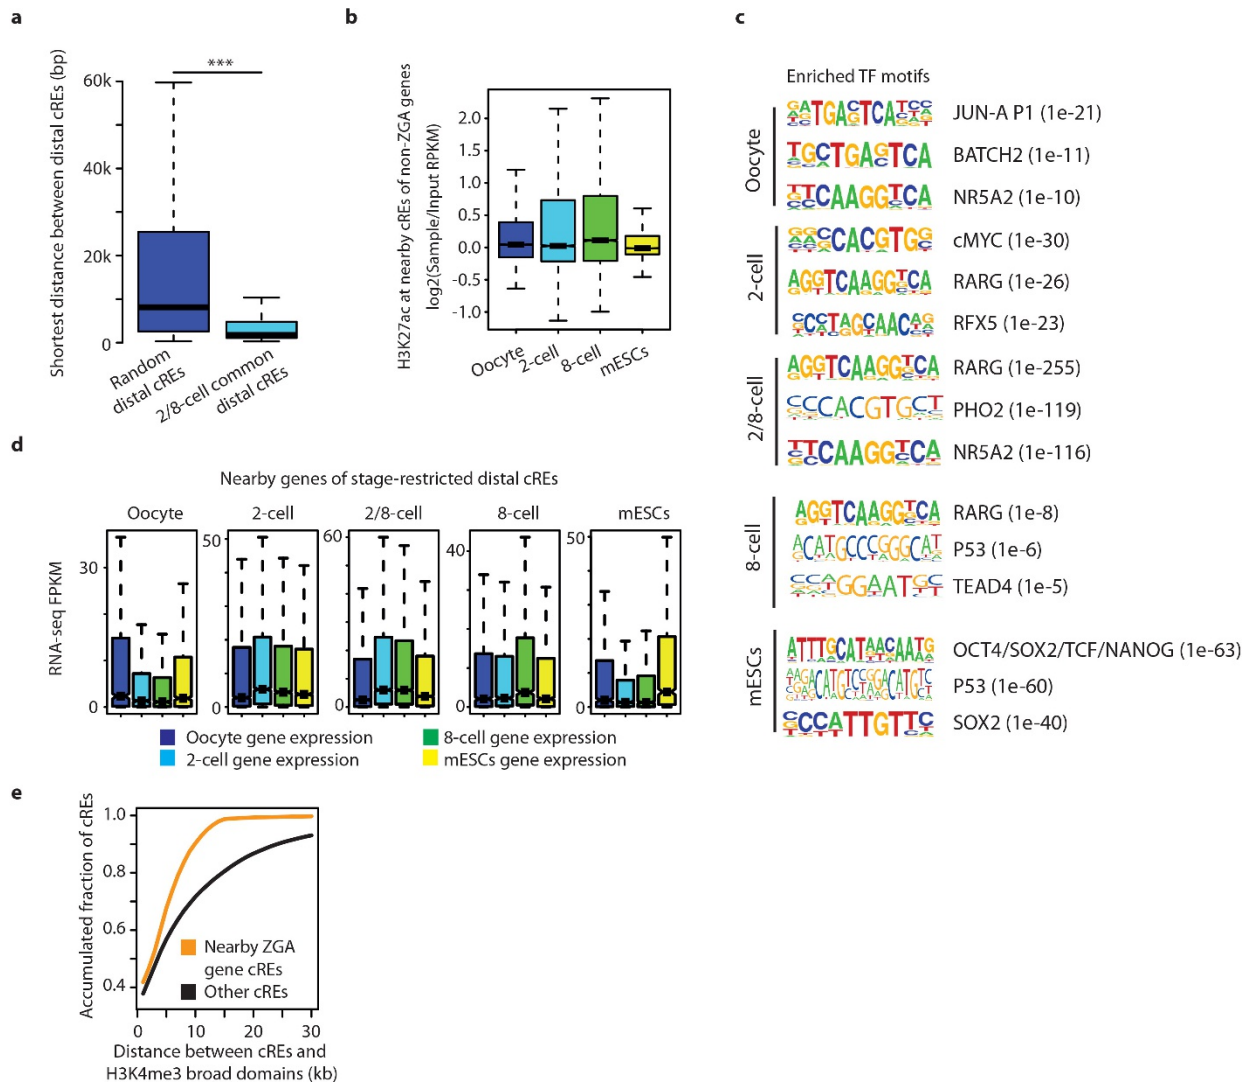 a
Shortest distance between distal cREs (bp)
60k
40k
20k
0
***
Random
distal cREs
2/8-cell common
distal cREs
b
H3K27ac at nearby cREs of non-ZGA genes
log2(Sample/Input RPKM)
2.0
1.5
1.0
0.5
0.0
-0.5
-1.0
Oocyte
2-cell
8-cell
mESCs
c
Enriched TF motifs
Oocyte
JUN-A P1 (1e-21)
BATCH2 (1e-11)
NR5A2 (1e-10)
2-cell
cMYC (1e-30)
RARG (1e-26)
RFX5 (1e-23)
2/8-cell
RARG (1e-255)
PHO2 (1e-119)
NR5A2 (1e-116)
8-cell
RARG (1e-8)
P53 (1e-6)
TEAD4 (1e-5)
mESCs
OCT4/SOX2/TCF/NANOG (1e-63)
P53 (1e-60)
SOX2 (1e-40)
d
Nearby genes of stage-restricted distal cREs
Oocyte
2-cell
2/8-cell
8-cell
mESCs
RNA-seq FPKM
30
0
50
0
60
0
40
0
50
0
Oocyte gene expression
2-cell gene expression
8-cell gene expression
mESCs gene expression
e
Accumulated fraction of cREs
1.0
0.8
0.6
0.4
Nearby ZGA
gene cREs
Other cREs
0
10
20
30
Distance between cREs and
H3K4me3 broad domains (kb)